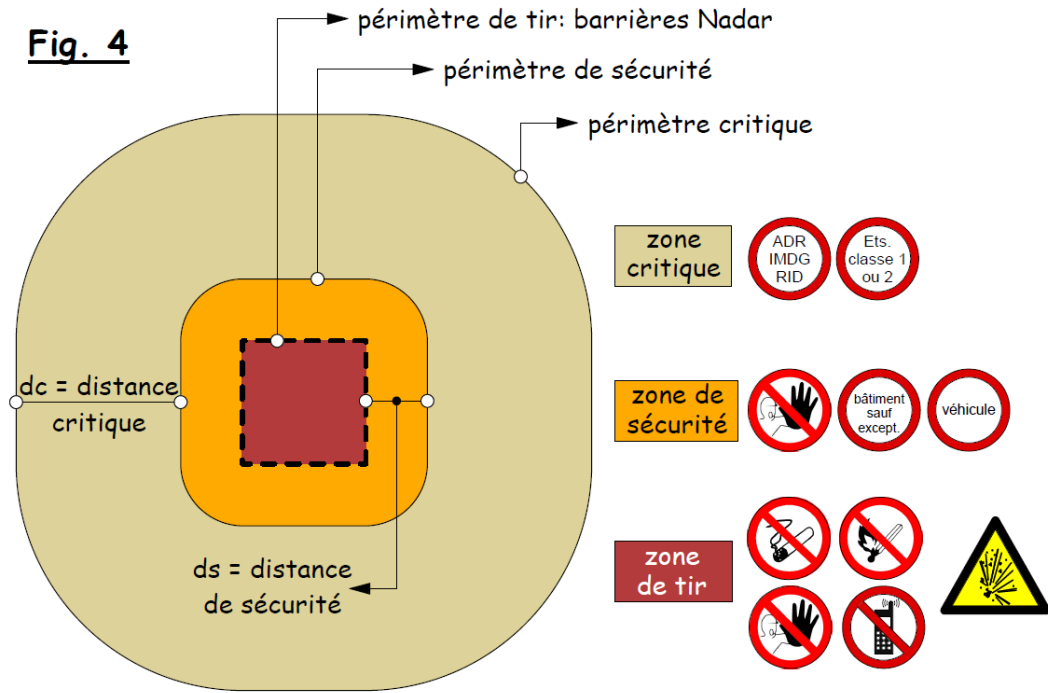 Fig. 4
périmètre de tir: barrières Nadar
périmètre de sécurité
périmètre critique
zone
critique
ADR
IMDG
RID
Ets.
classe 1
ou 2
dc = distance
critique
zone de
sécurité
bâtiment
sauf
except.
véhicule
ds = distance
de sécurité
zone
de tir